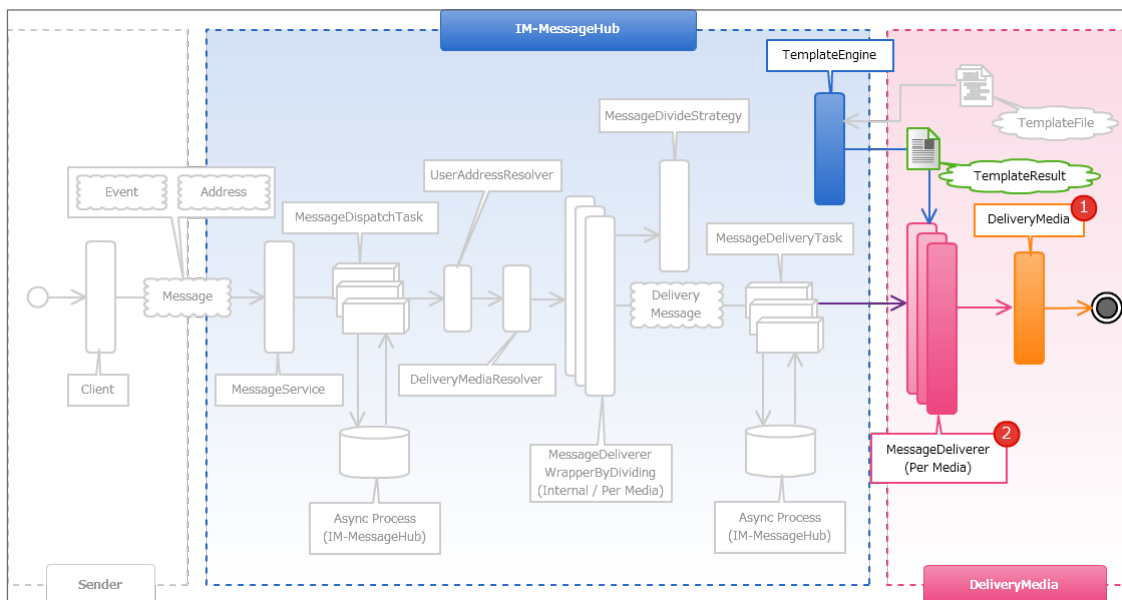 IM-MessageHub
TemplateEngine
TemplateFile
MessageDivideStrategy
TemplateResult
Event
Address
UserAddressResolver
MessageDispatchTask
DeliveryMedia
1
MessageDeliveryTask
Message
Delivery
Message
Client
MessageService
DeliveryMediaResolver
MessageDeliverer
WrapperByDividing
(Internal / Per Media)
2
MessageDeliverer
(Per Media)
Async Process
(IM-MessageHub)
Async Process
(IM-MessageHub)
Sender
DeliveryMedia